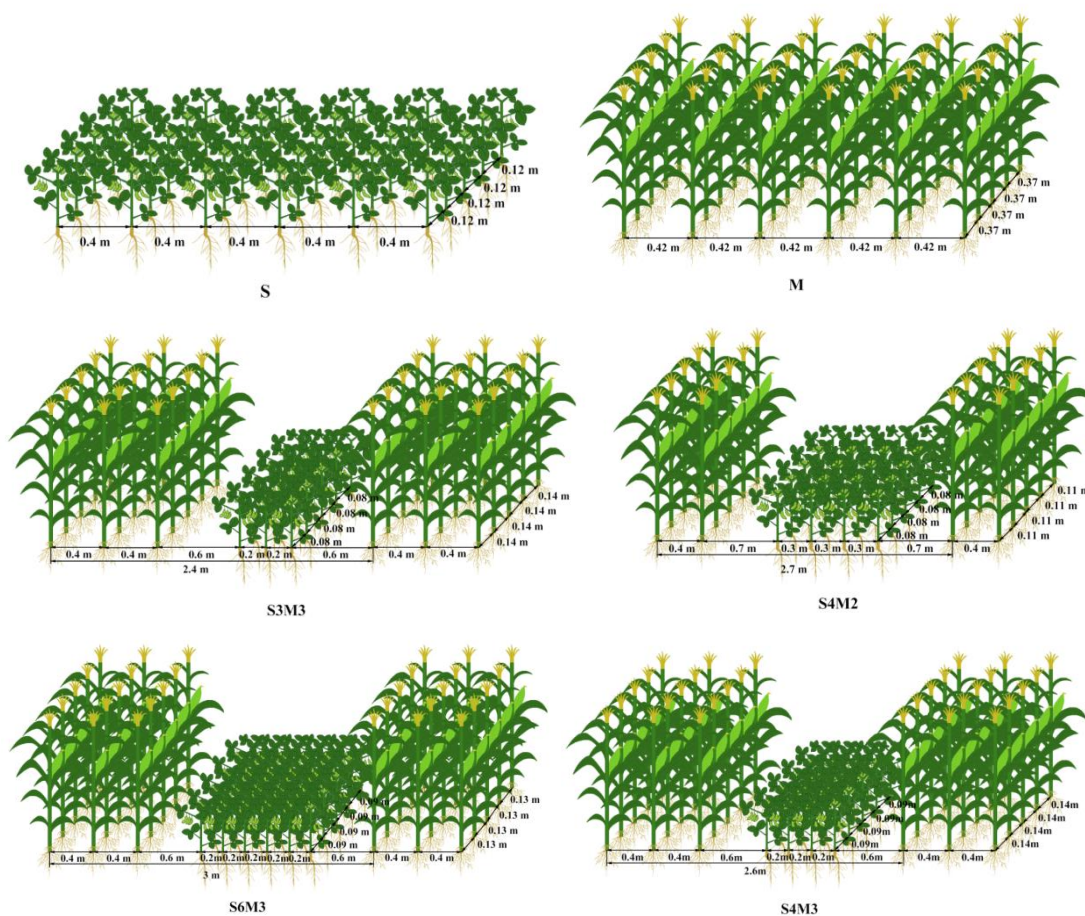 0.12 m
0.12 m
0.12 m
0.12 m
0.4 m 0.4 m 0.4 m 0.4 m 0.4 m
S
0.37 m
0.37 m
0.37 m
0.37 m
0.42 m 0.42 m 0.42 m 0.42 m 0.42 m
M
0.08 m
0.08 m
0.08 m
0.08 m
0.14 m
0.14 m
0.14 m
0.14 m
0.4 m 0.4 m 0.6 m 0.2 m 0.2 m 0.6 m 0.4 m 0.4 m
2.4 m
S3M3
0.08 m
0.08 m
0.08 m
0.08 m
0.11 m
0.11 m
0.11 m
0.11 m
0.4 m 0.7 m 0.3 m 0.3 m 0.3 m 0.7 m 0.4 m
2.7 m
S4M2
0.09 m
0.09 m
0.09 m
0.09 m
0.13 m
0.13 m
0.13 m
0.13 m
0.4 m 0.4 m 0.6 m 0.2m 0.2m 0.2m 0.2m 0.2m 0.6 m 0.4 m 0.4 m
3 m
S6M3
0.09m
0.09m
0.09m
0.09m
0.14m
0.14m
0.14m
0.14m
0.4m 0.4m 0.6m 0.2m 0.2m 0.2m 0.6m 0.4m 0.4m
2.6m
S4M3